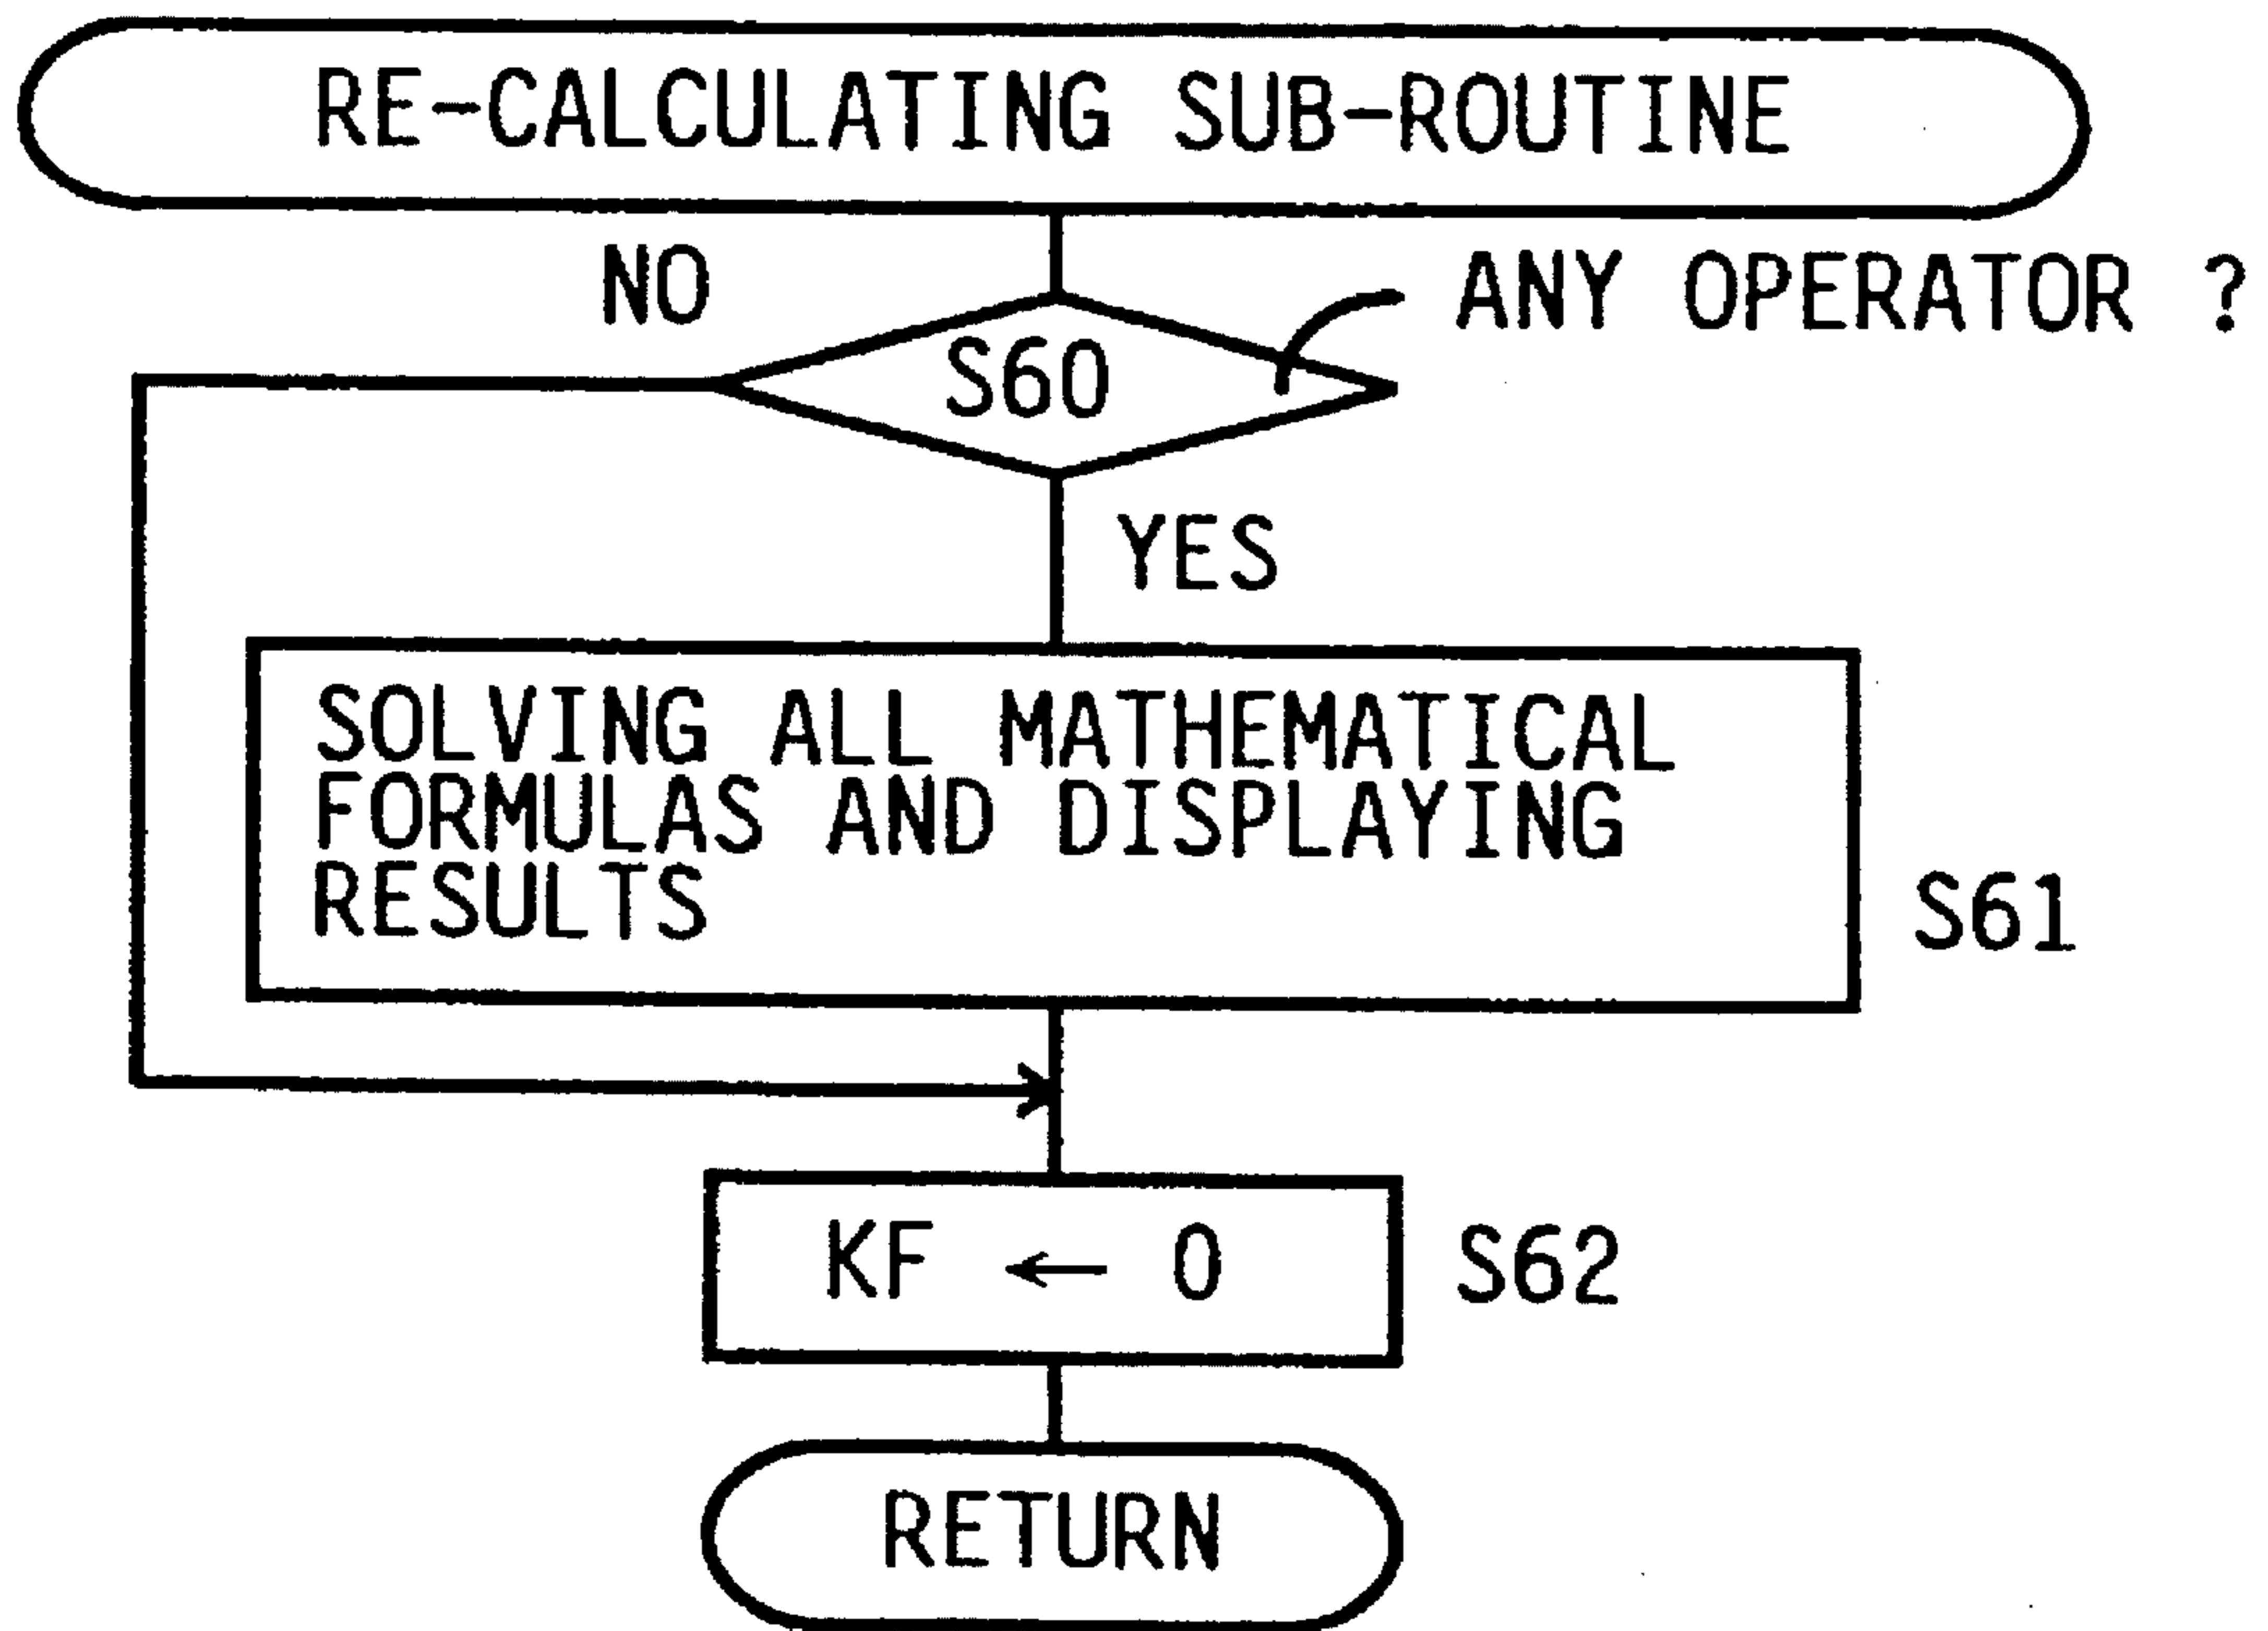 RE-CALCULATING SUB-ROUTINE
NO
ANY OPERATOR ?
S60
YES
SOLVING ALL MATHEMATICAL
FORMULAS AND DISPLAYING
RESULTS
S61
KF ← 0
S62
RETURN